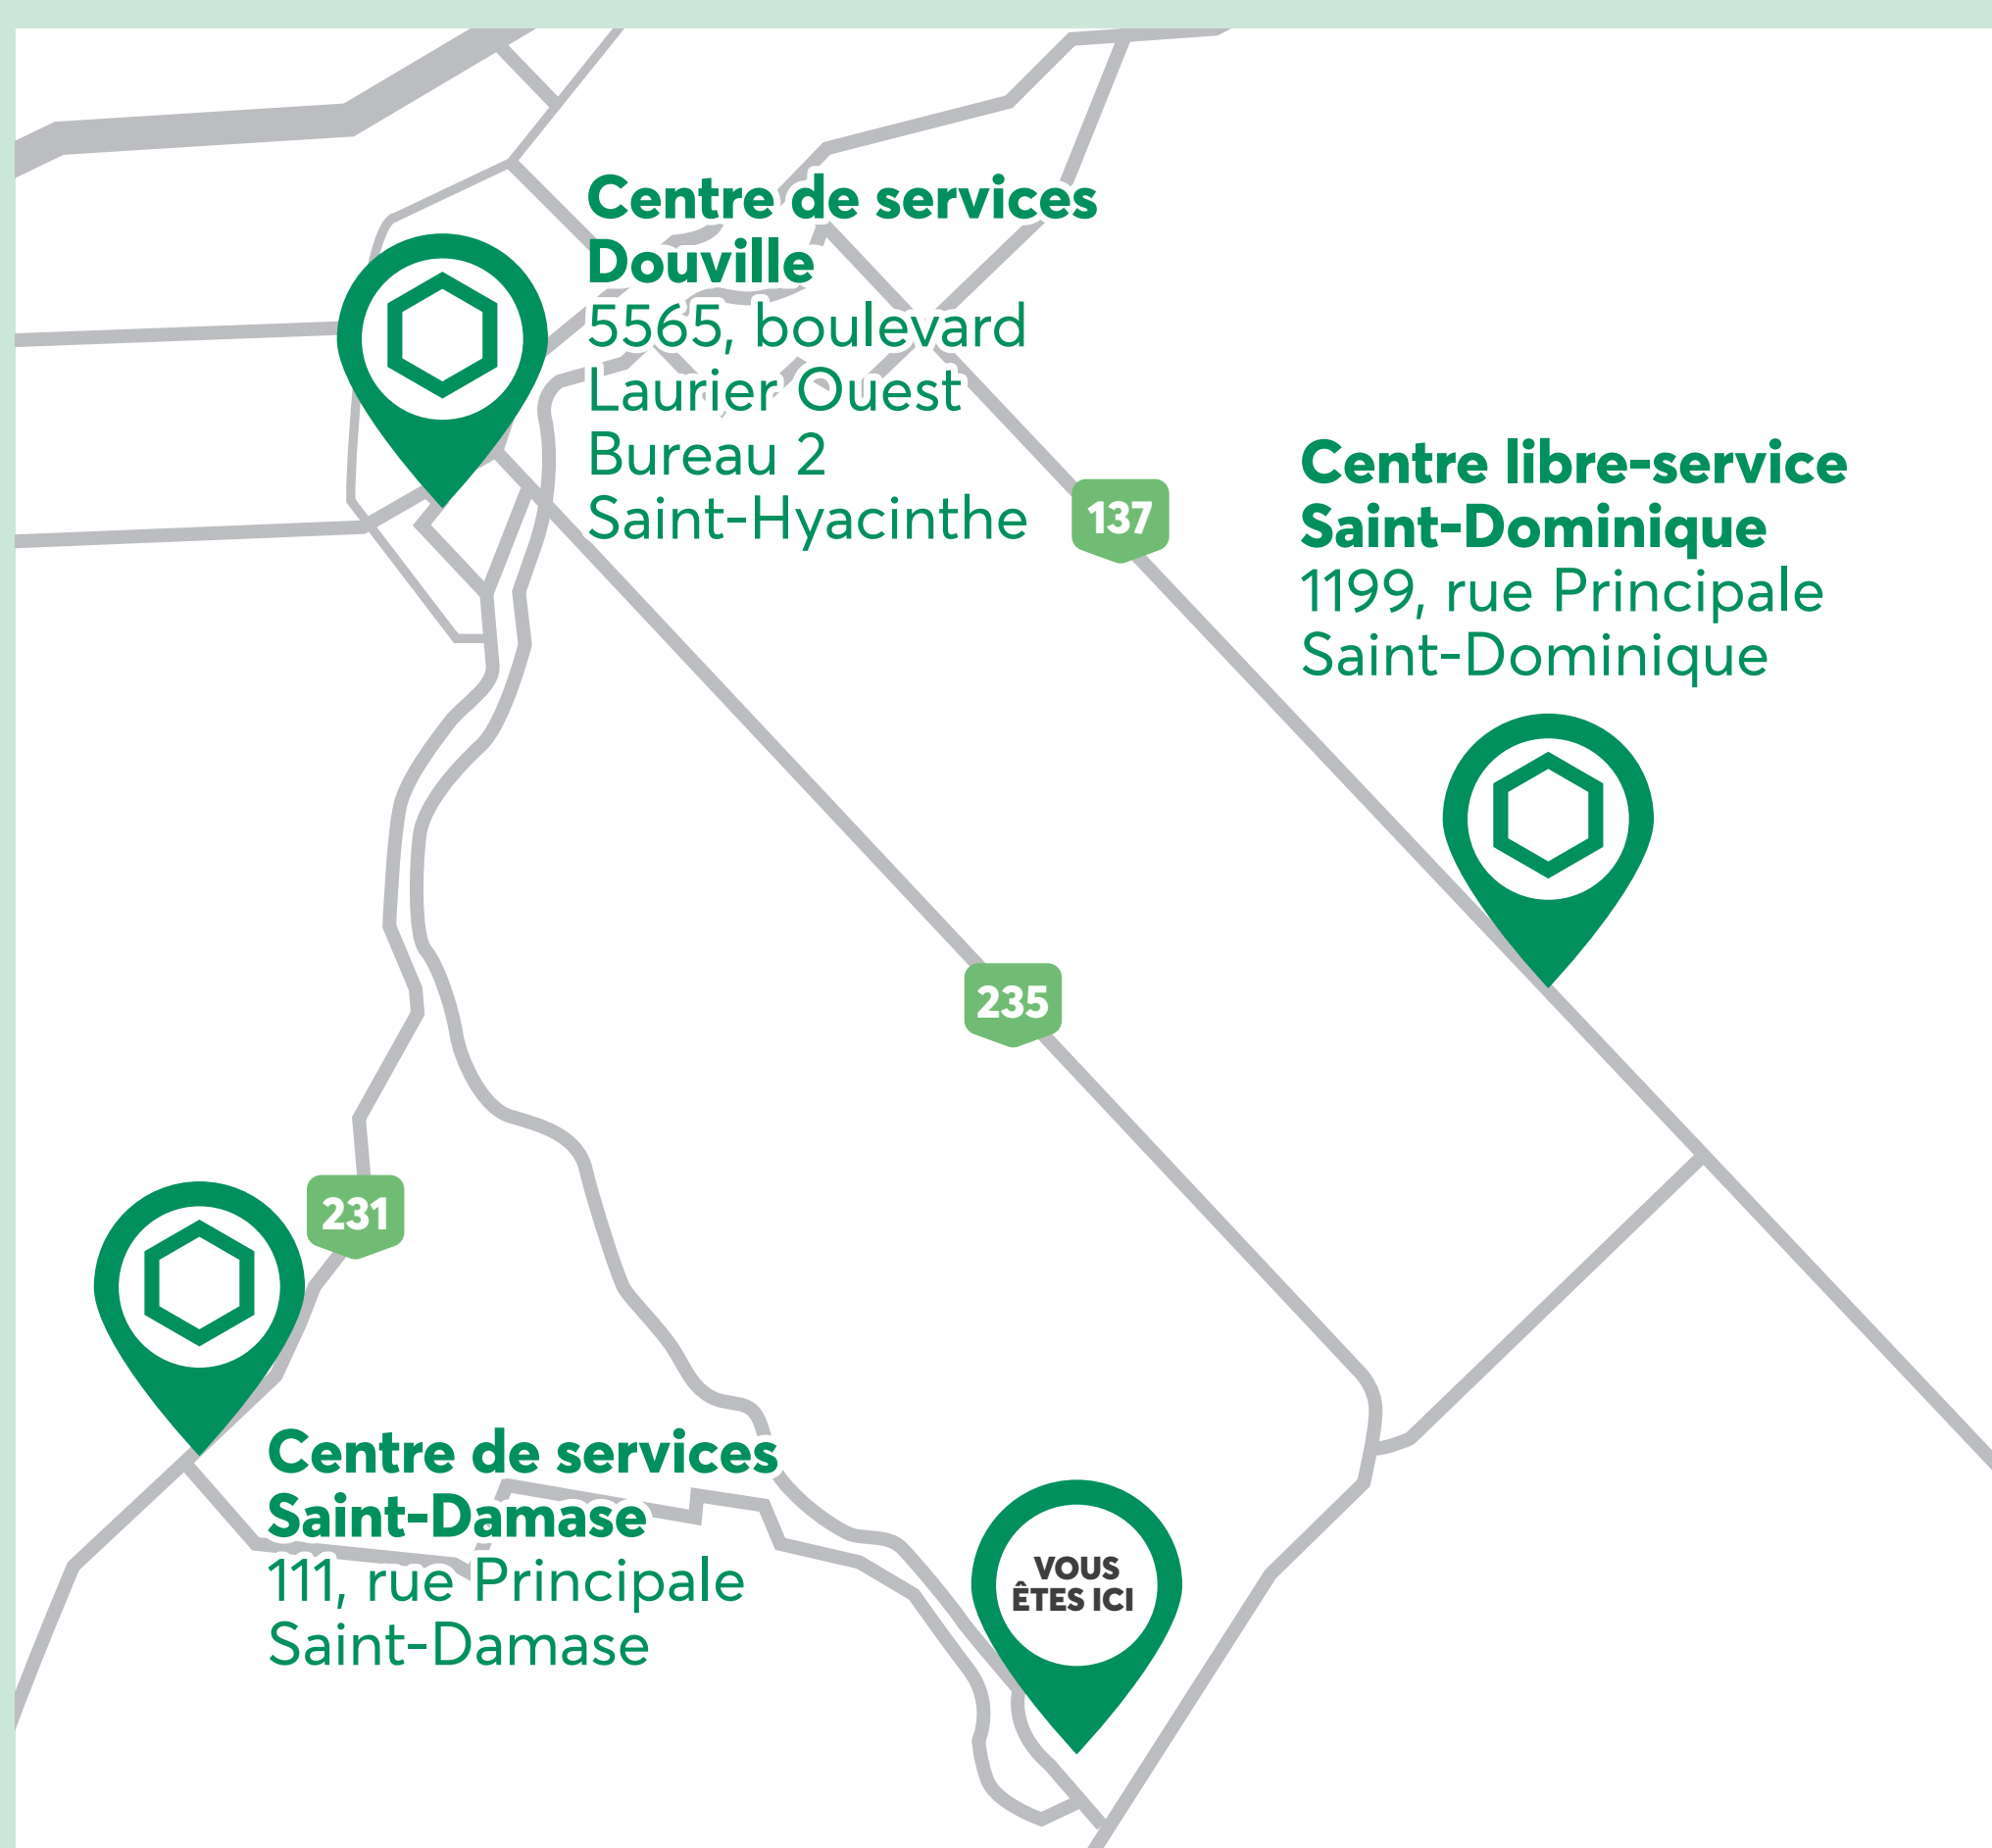 Centre de services
Douville
5565, boulevard
Laurier Ouest
Bureau 2
Saint-Hyacinthe
137
Centre libre-service
Saint-Dominique
1199, rue Principale
Saint-Dominique
235
231
Centre de services
Saint-Damase
111, rue Principale
Saint-Damase
VOUS
ÊTES ICI